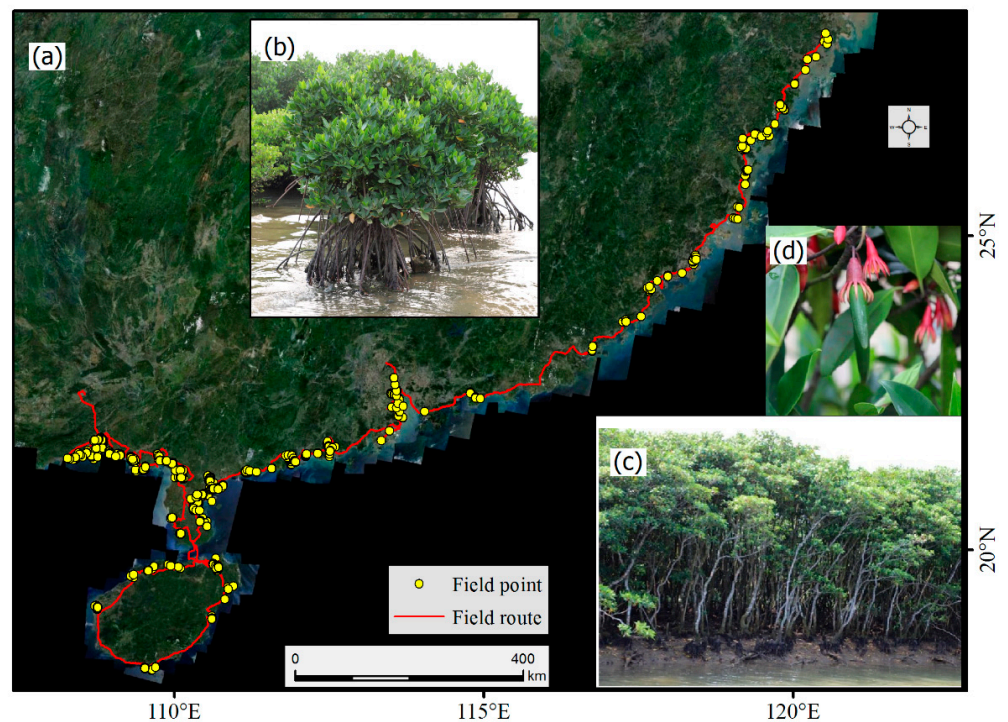 (a)
(b)
N
W
E
S
25°N
(d)
(c)
20°N
Field point
Field route
0
400
km
110°E
115°E
120°E